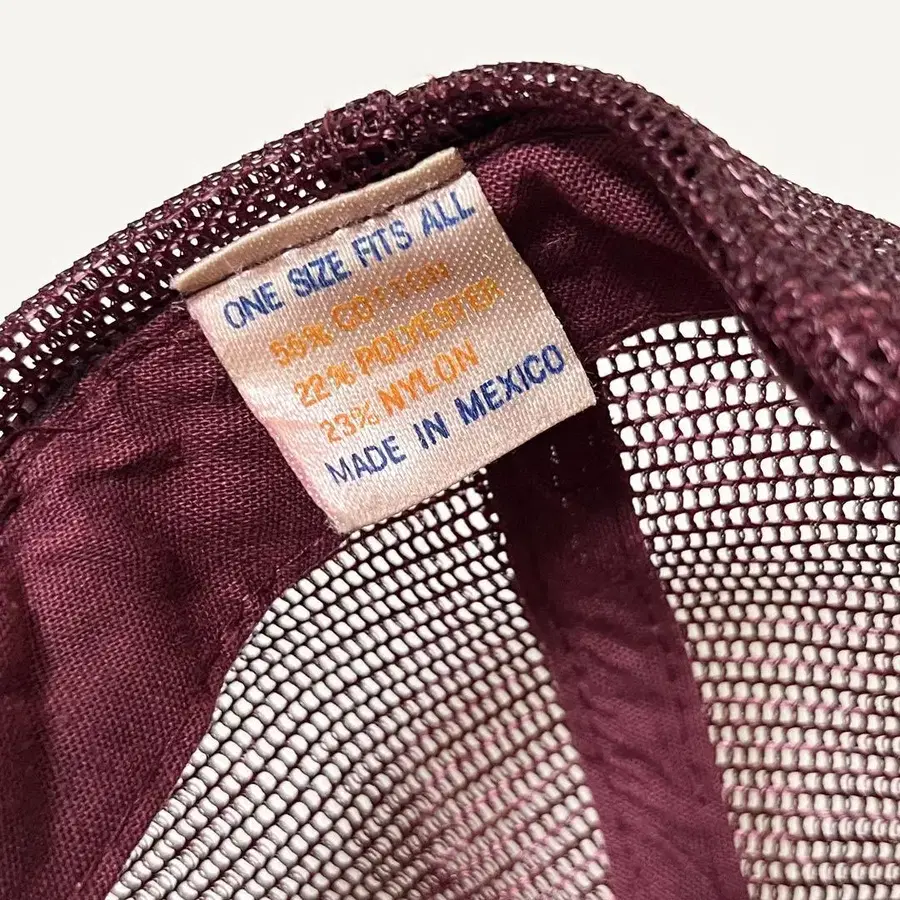 ONE SIZE FITS ALL
55% COTTON
22% POLYESTER
23% NYLON
MADE IN MEXICO